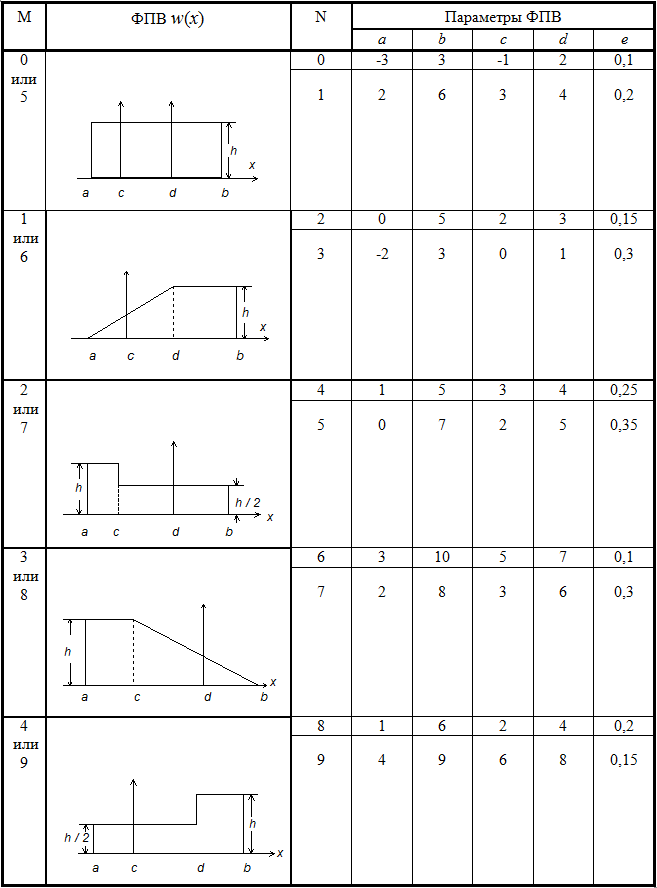 M ФПВ w(x) N Параметры ФПВ
a b c d e
0 или 5
h
x
a c d b
0 -3 3 -1 2 0,1
1 2 6 3 4 0,2
1 или 6
h
x
a c d b
2 0 5 2 3 0,15
3 -2 3 0 1 0,3
2 или 7
h
h / 2
x
a c d b
4 1 5 3 4 0,25
5 0 7 2 5 0,35
3 или 8
h
x
a c d b
6 3 10 5 7 0,1
7 2 8 3 6 0,3
4 или 9
h / 2
h
x
a c d b
8 1 6 2 4 0,2
9 4 9 6 8 0,15